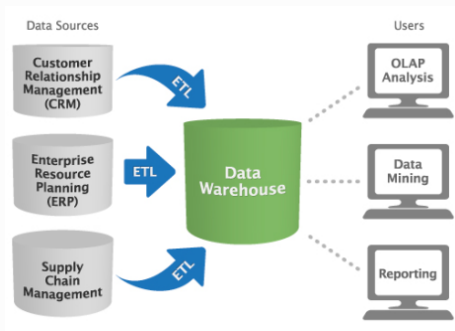 Data Sources
Users
Customer
Relationship
Management
(CRM)
ETL
OLAP
Analysis
Enterprise
Resource
Planning
(ERP)
ETL
Data
Warehouse
Data
Mining
Supply
Chain
Management
ETL
Reporting